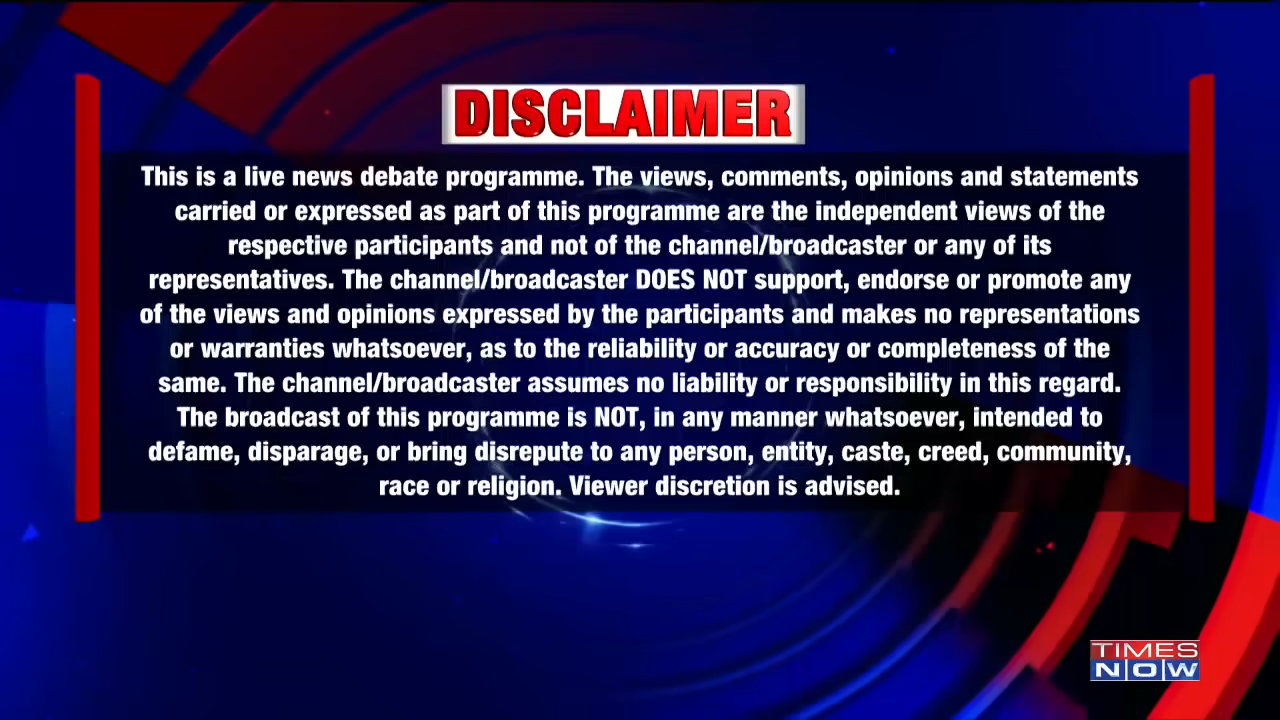 DISCLAIMER
This is a live news debate programme. The views, comments, opinions and statements
carried or expressed as part of this programme are the independent views of the
respective participants and not of the channel/broadcaster or any of its
representatives. The channel/broadcaster DOES NOT support, endorse or promote any
of the views and opinions expressed by the participants and makes no representations
or warranties whatsoever, as to the reliability or accuracy or completeness of the
same. The channel/broadcaster assumes no liability or responsibility in this regard.
The broadcast of this programme is NOT, in any manner whatsoever, intended to
defame, disparage, or bring disrepute to any person, entity, caste, creed, community,
race or religion. Viewer discretion is advised.
TIMES
NOW